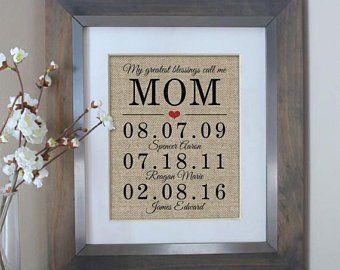 My greatest blessings call me
MOM
08.07.09
Spencer Aaron
07.18.11
Reagan Marie
02.08.16
James Edward